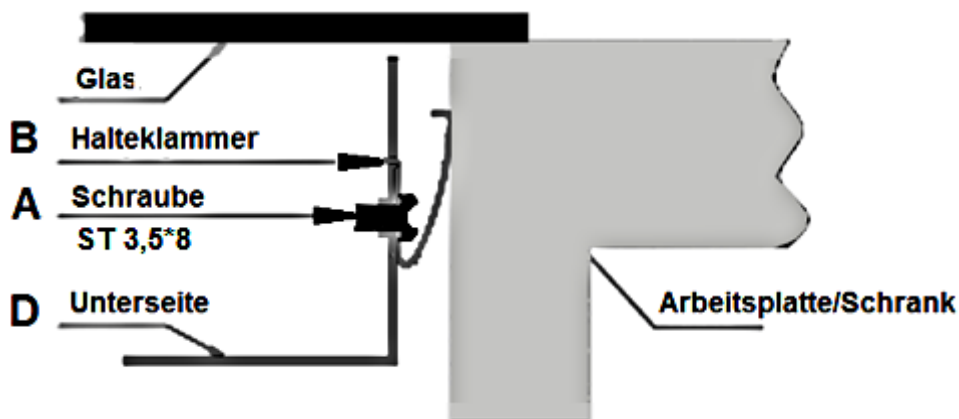 Glas
B Halteklammer
A Schraube
ST 3,5*8
D Unterseite
Arbeitsplatte/Schrank